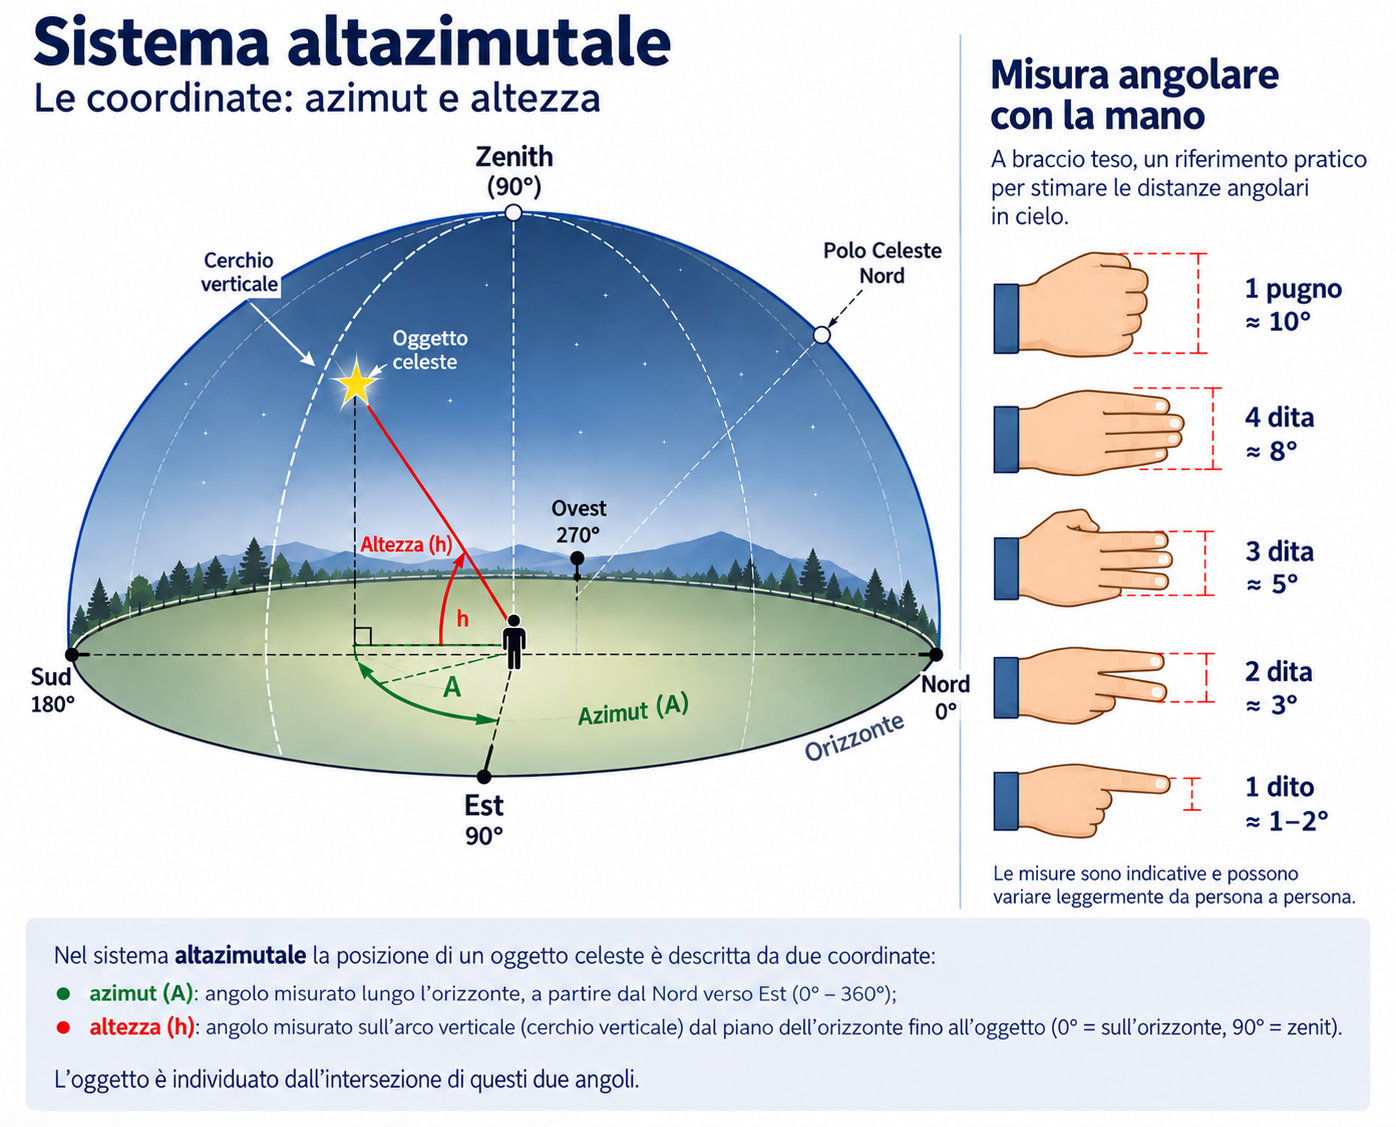 Sistema altazimutale
Le coordinate: azimut e altezza
Zenith
(90°)
Cerchio
verticale
Polo Celeste
Nord
Oggetto
celeste
Ovest
270°
Altezza (h)
h
A
Azimut (A)
Sud
180°
Nord
0°
Orizzonte
Est
90°
Misura angolare
con la mano
A braccio teso, un riferimento pratico
per stimare le distanze angolari
in cielo.
1 pugno
≈ 10°
4 dita
≈ 8°
3 dita
≈ 5°
2 dita
≈ 3°
1 dito
≈ 1–2°
Le misure sono indicative e possono
variare leggermente da persona a persona.
Nel sistema altazimutale la posizione di un oggetto celeste è descritta da due coordinate:
● azimut (A): angolo misurato lungo l'orizzonte, a partire dal Nord verso Est (0° – 360°);
● altezza (h): angolo misurato sull'arco verticale (cerchio verticale) dal piano dell'orizzonte fino all'oggetto (0° = sull'orizzonte, 90° = zenit).
L'oggetto è individuato dall'intersezione di questi due angoli.